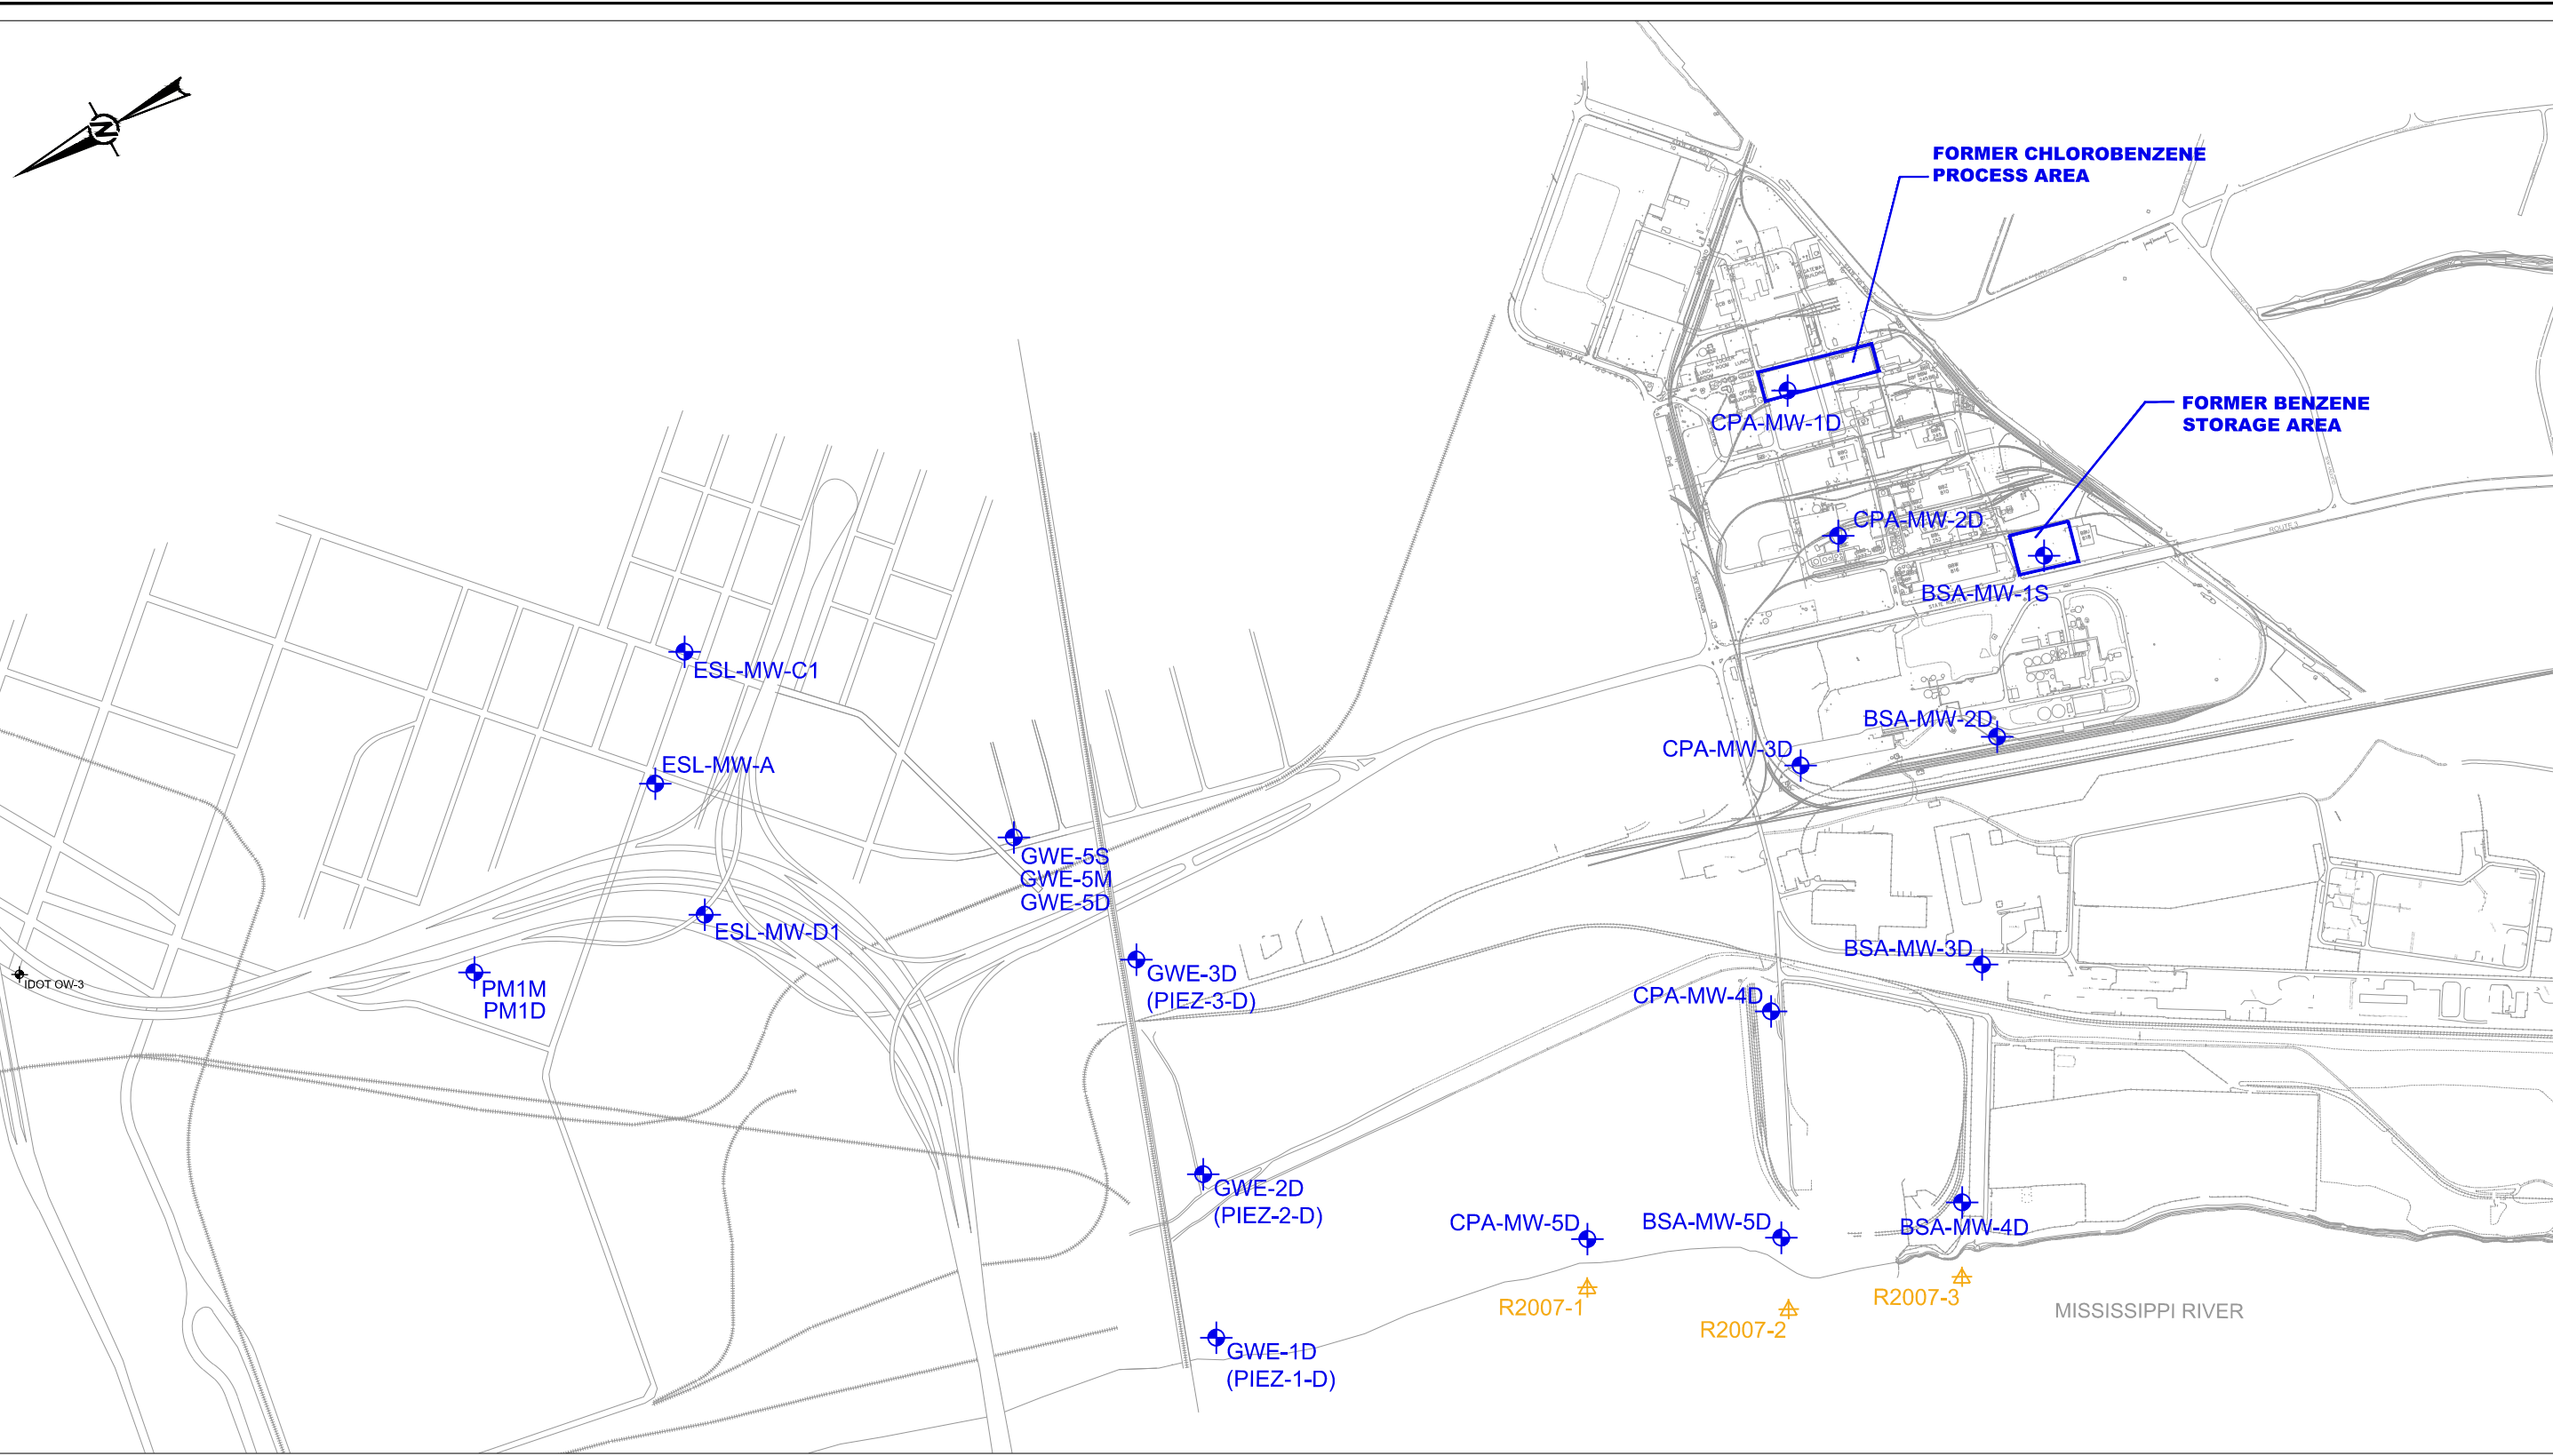 N
FORMER CHLOROBENZENE
PROCESS AREA
FORMER BENZENE
STORAGE AREA
CPA-MW-1D
CPA-MW-2D
BSA-MW-1S
STATE ROUTE
ROUTE 3
ESL-MW-C1
BSA-MW-2D
CPA-MW-3D
ESL-MW-A
GWE-5S
GWE-5M
GWE-5D
ESL-MW-D1
BSA-MW-3D
GWE-3D
(PIEZ-3-D)
IDOT OW-3
PM1M
PM1D
CPA-MW-4D
GWE-2D
(PIEZ-2-D)
CPA-MW-5D
BSA-MW-5D
BSA-MW-4D
R2007-1
R2007-2
R2007-3
MISSISSIPPI RIVER
GWE-1D
(PIEZ-1-D)